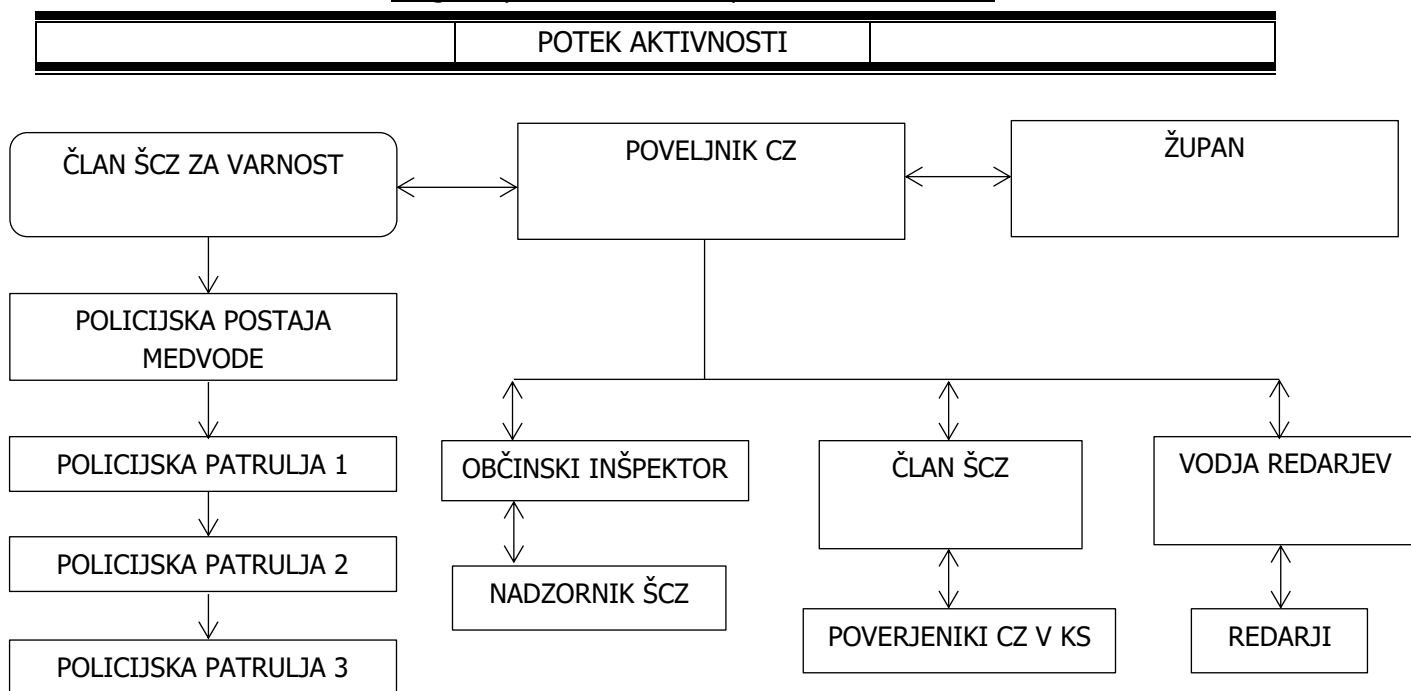 POTEK AKTIVNOSTI
ČLAN ŠCZ ZA VARNOST
POVELJNIK CZ
ŽUPAN
POLICIJSKA POSTAJA
MEDVODE
POLICIJSKA PATRULJA 1
OBČINSKI INŠPEKTOR
ČLAN ŠCZ
VODJA REDARJEV
POLICIJSKA PATRULJA 2
NADZORNIK ŠCZ
POVERJENIKI CZ V KS
REDARJI
POLICIJSKA PATRULJA 3